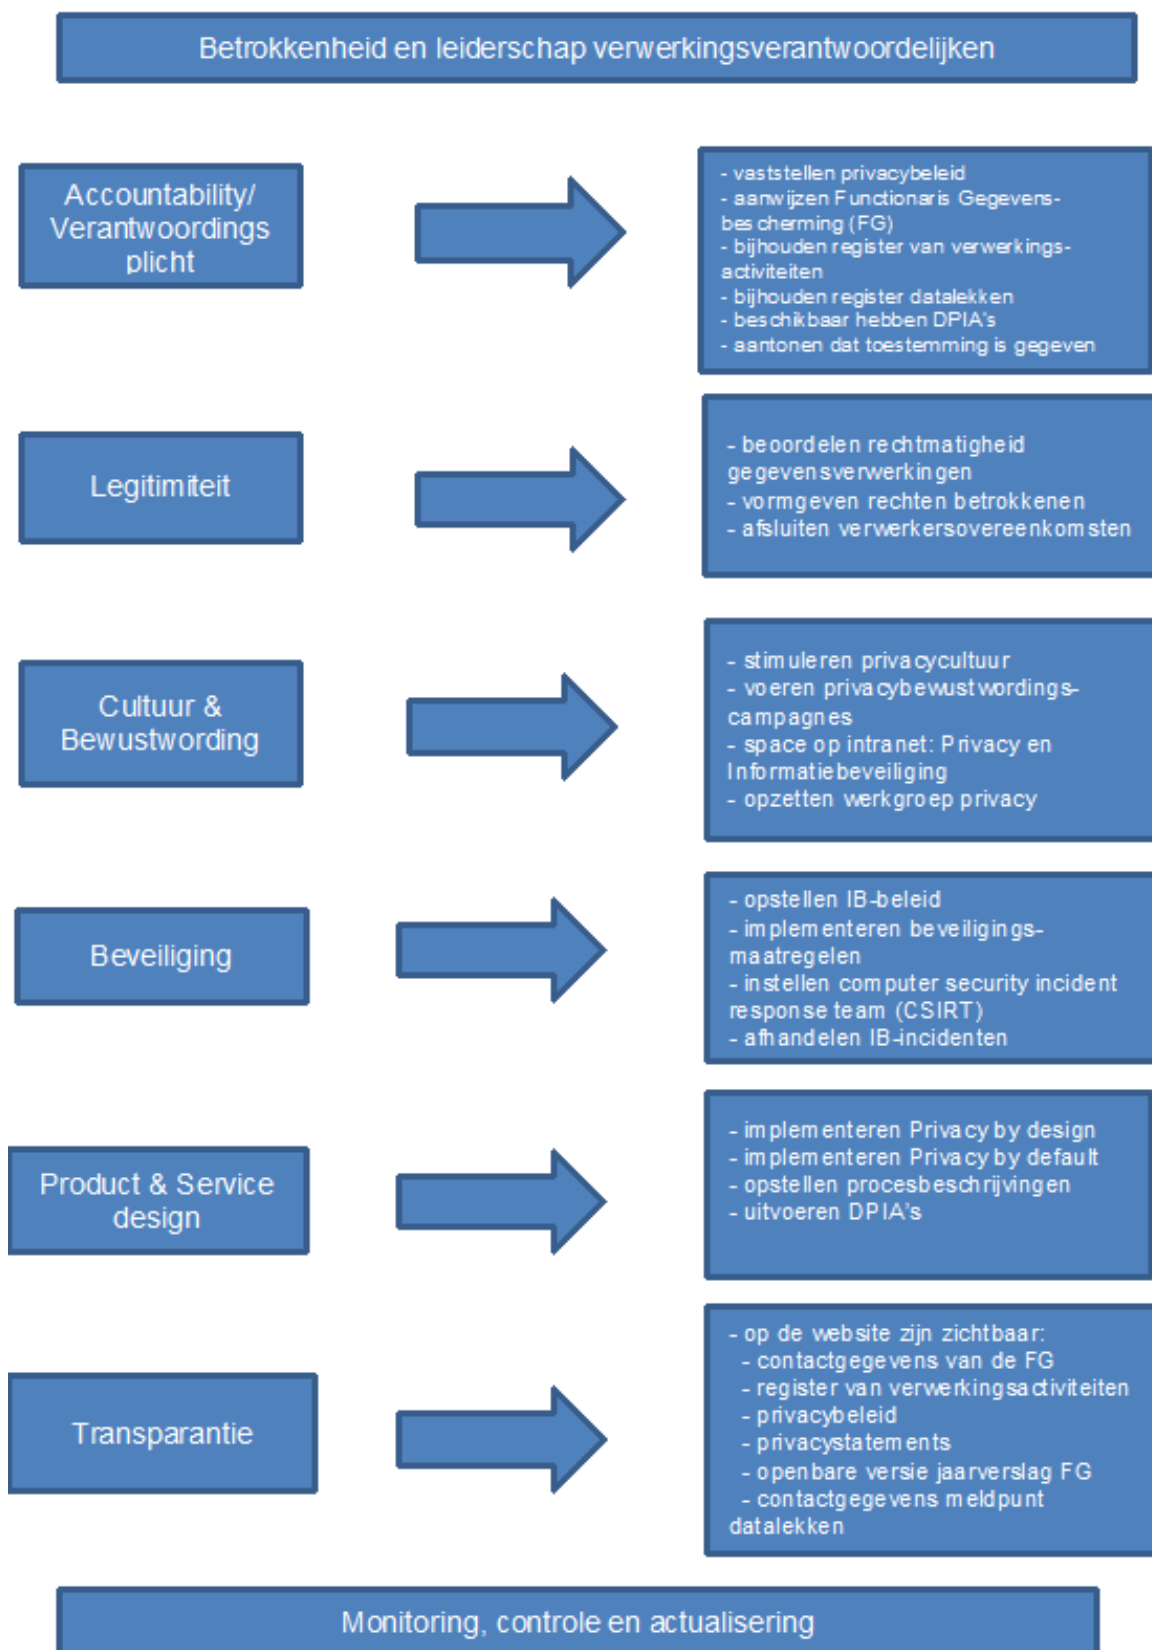 Betrokkenheid en leiderschap verwerkingsverantwoordelijken
Accountability/
Verantwoordings
plicht
- vaststellen privacybeleid
- aanwijzen Functionaris Gegevens-
bescherming (FG)
- bijhouden register van verwerkings-
activiteiten
- bijhouden register datalekken
- beschikbaar hebben DPIA's
- aantonen dat toestemming is gegeven
Legitimiteit
- beoordelen rechtmatigheid
gegevensverwerkingen
- vormgeven rechten betrokkenen
- afsluiten verwerkersovereenkomsten
Cultuur &
Bewustwording
- stimuleren privacycultuur
- voeren privacybewustwordings-
campagnes
- space op intranet: Privacy en
Informatiebeveiliging
- opzetten werkgroep privacy
Beveiliging
- opstellen IB-beleid
- implementeren beveiligings-
maatregelen
- instellen computer security incident
response team (CSIRT)
- afhandelen IB-incidenten
Product & Service
design
- implementeren Privacy by design
- implementeren Privacy by default
- opstellen procesbeschrijvingen
- uitvoeren DPIA's
Transparantie
- op de website zijn zichtbaar:
- contactgegevens van de FG
- register van verwerkingsactiviteiten
- privacybeleid
- privacystatements
- openbare versie jaarverslag FG
- contactgegevens meldpunt
datalekken
Monitoring, controle en actualisering